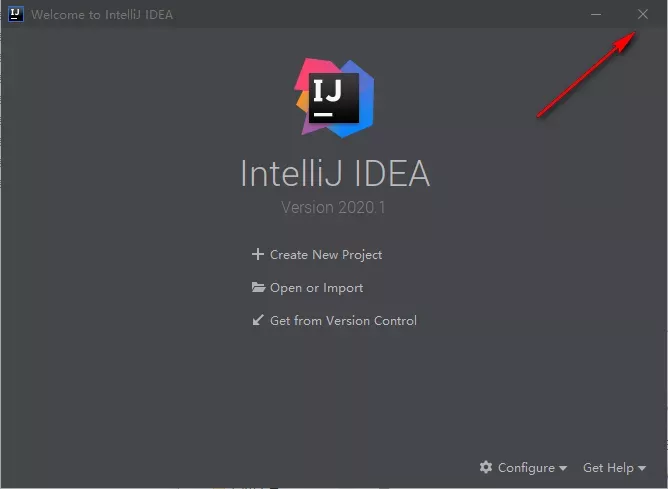 Welcome to IntelliJ IDEA
IJ
IntelliJ IDEA
Version 2020.1
Create New Project
Open or Import
Get from Version Control
Configure Get Help